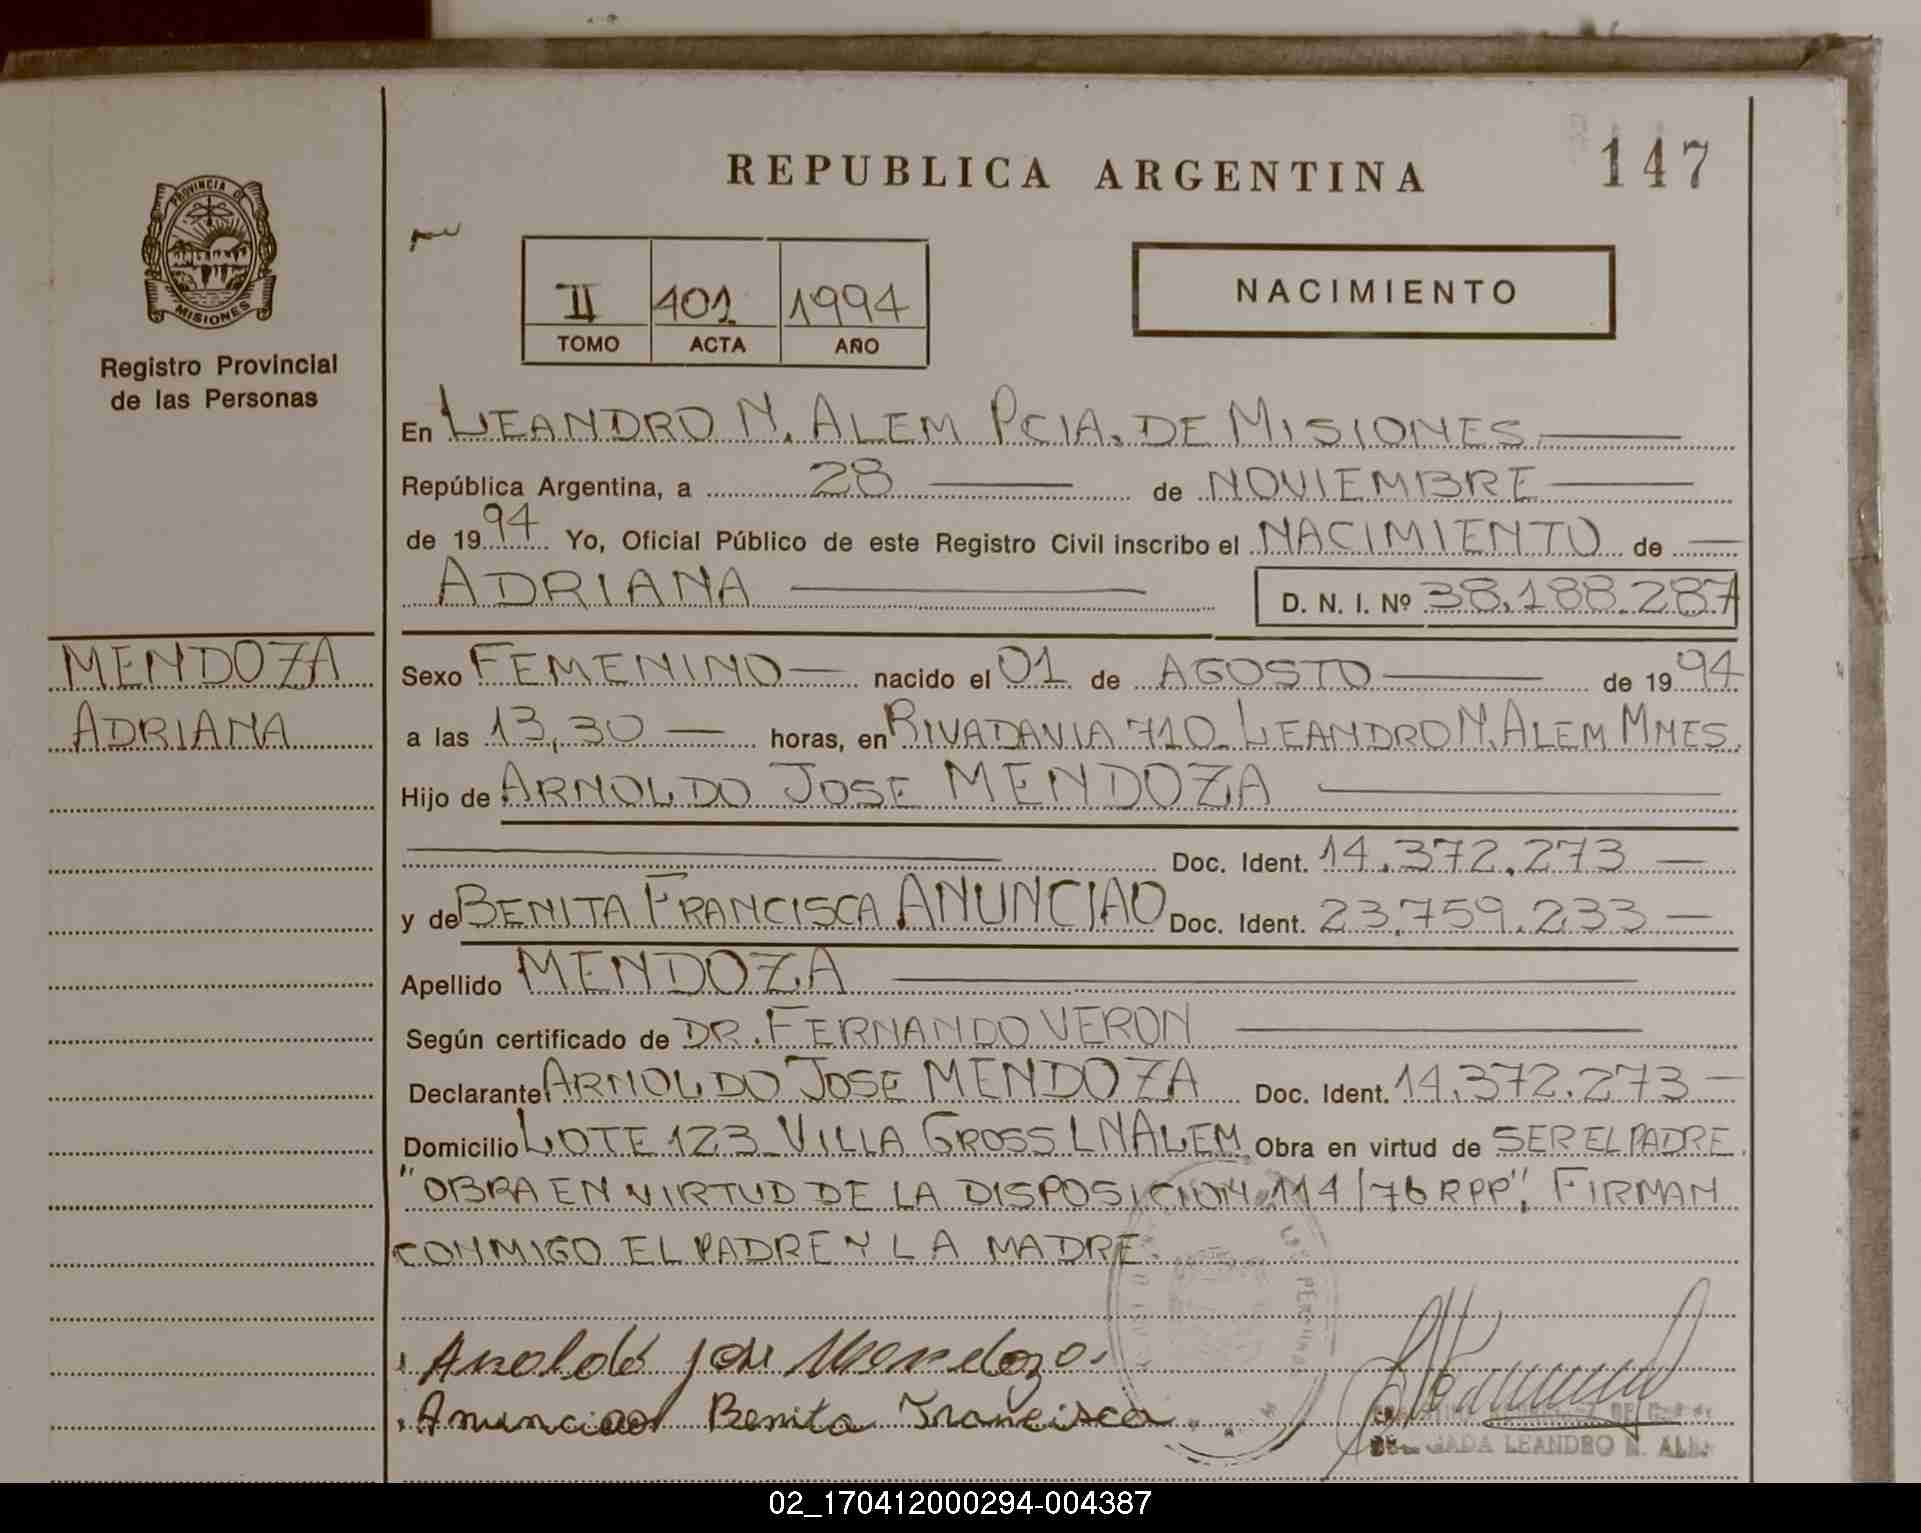 REPUBLICA ARGENTINA
147
PROVINCIA DE
MISIONES
Registro Provincial
de las Personas
II 401 1994
TOMO ACTA AÑO
NACIMIENTO
En LEANDRO N. ALEM PCIA. DE MISIONES
República Argentina, a 28 de NOVIEMBRE
de 1994 Yo, Oficial Público de este Registro Civil inscribo el NACIMIENTO de
ADRIANA D. N. I. Nº 38.188.287
MENDOZA
ADRIANA
Sexo FEMENINO nacido el 01 de AGOSTO de 1994
a las 13,30 horas, en RIVADAVIA 710 LEANDRO N. ALEM MNES.
Hijo de ARNOLDO JOSE MENDOZA
Doc. Ident. 14.372.273
y de BENITA FRANCISCA ANUNCIAO Doc. Ident. 23.759.233
Apellido MENDOZA
Según certificado de DR. FERNANDO VERON
Declarante ARNOLDO JOSE MENDOZA Doc. Ident. 14.372.273
Domicilio LOTE 123 VILLA GROSS L N ALEM Obra en virtud de SER EL PADRE.
"OBRA EN VIRTUD DE LA DISPOSICION 114/76 RPP", FIRMAN
CONMIGO EL PADRE Y LA MADRE.
Arnoldo José Mendoza
Anunciao Benita Francisca
LEANDRO N. ALEM
02_170412000294-004387